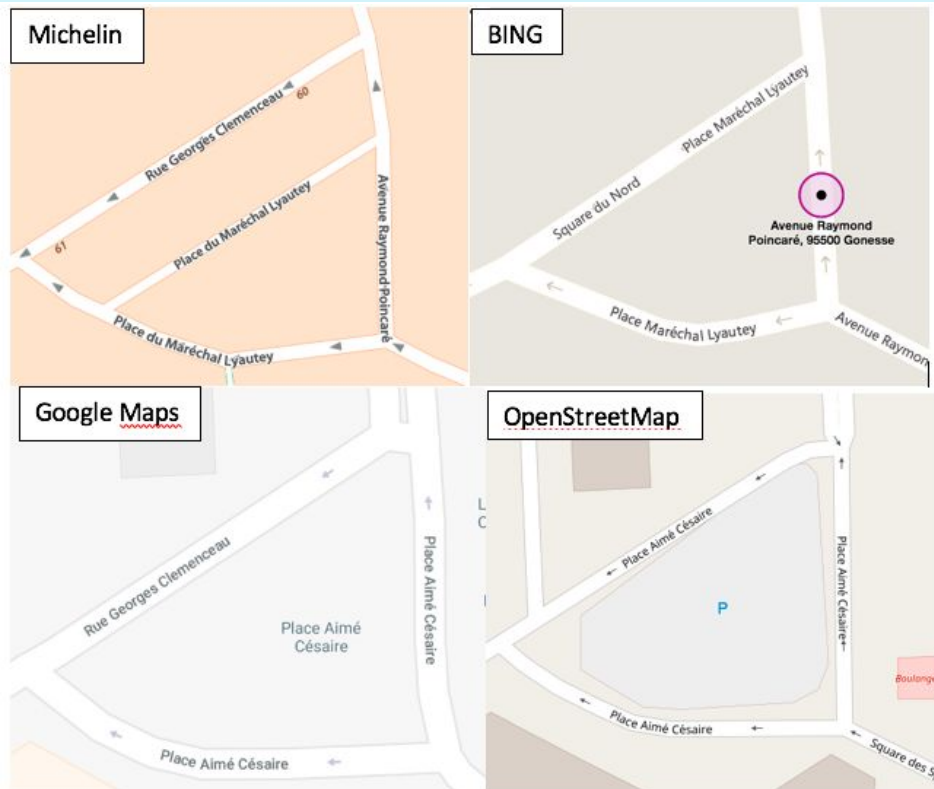 Michelin
60
Rue Georges Clemenceau
61
Place du Maréchal Lyautey
Avenue Raymond Poincaré
Place du Maréchal Lyautey
BING
Place Maréchal Lyautey
Square du Nord
Avenue Raymond
Poincaré, 95500 Gonesse
Place Maréchal Lyautey
Avenue Raymon
Google Maps
L
C
Rue Georges Clemenceau
Place Aimé Césaire
Place Aimé
Césaire
Place Aimé Césaire
OpenStreetMap
Place Aimé Césaire
Place Aimé Césaire
P
Boulange
Place Aimé Césaire
Square des S